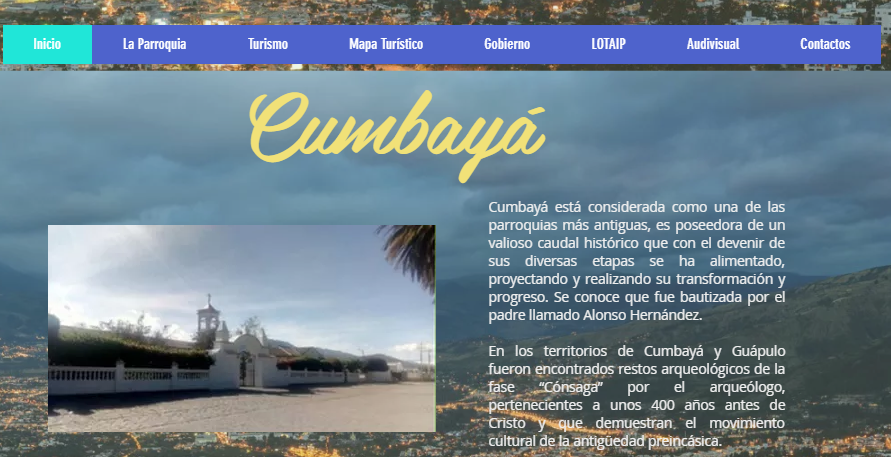 Inicio La Parroquia Turismo Mapa Turístico Gobierno LOTAIP Audivisual Contactos
Cumbayá
Cumbayá está considerada como una de las
parroquias más antiguas, es poseedora de un
valioso caudal histórico que con el devenir de
sus diversas etapas se ha alimentado,
proyectando y realizando su transformación y
progreso. Se conoce que fue bautizada por el
padre llamado Alonso Hernández.
En los territorios de Cumbayá y Guápulo
fueron encontrados restos arqueológicos de la
fase “Cónsaga” por el arqueólogo,
pertenecientes a unos 400 años antes de
Cristo y que demuestran el movimiento
cultural de la antigüedad preincásica.